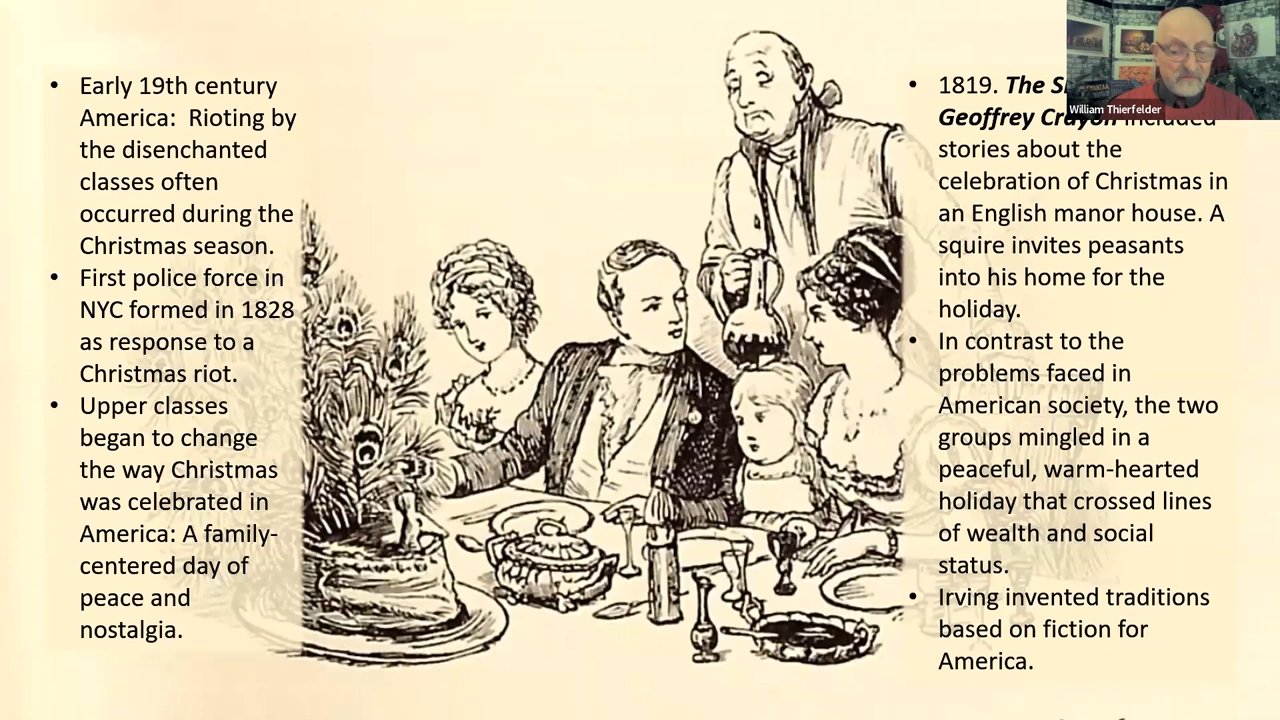 • Early 19th century
America: Rioting by
the disenchanted
classes often
occurred during the
Christmas season.
• First police force in
NYC formed in 1828
as response to a
Christmas riot.
• Upper classes
began to change
the way Christmas
was celebrated in
America: A family-
centered day of
peace and
nostalgia.
• 1819. The
Geoffrey Crayon included
stories about the
celebration of Christmas in
an English manor house. A
squire invites peasants
into his home for the
holiday.
• In contrast to the
problems faced in
American society, the two
groups mingled in a
peaceful, warm-hearted
holiday that crossed lines
of wealth and social
status.
• Irving invented traditions
based on fiction for
America.
William Thierfelder